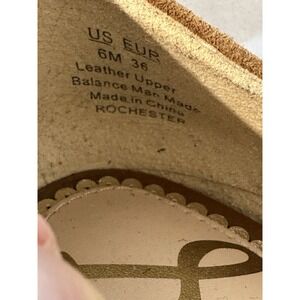 US EUR
6M 36
Leather Upper
Balance Man Made
Made in China
ROCHESTER